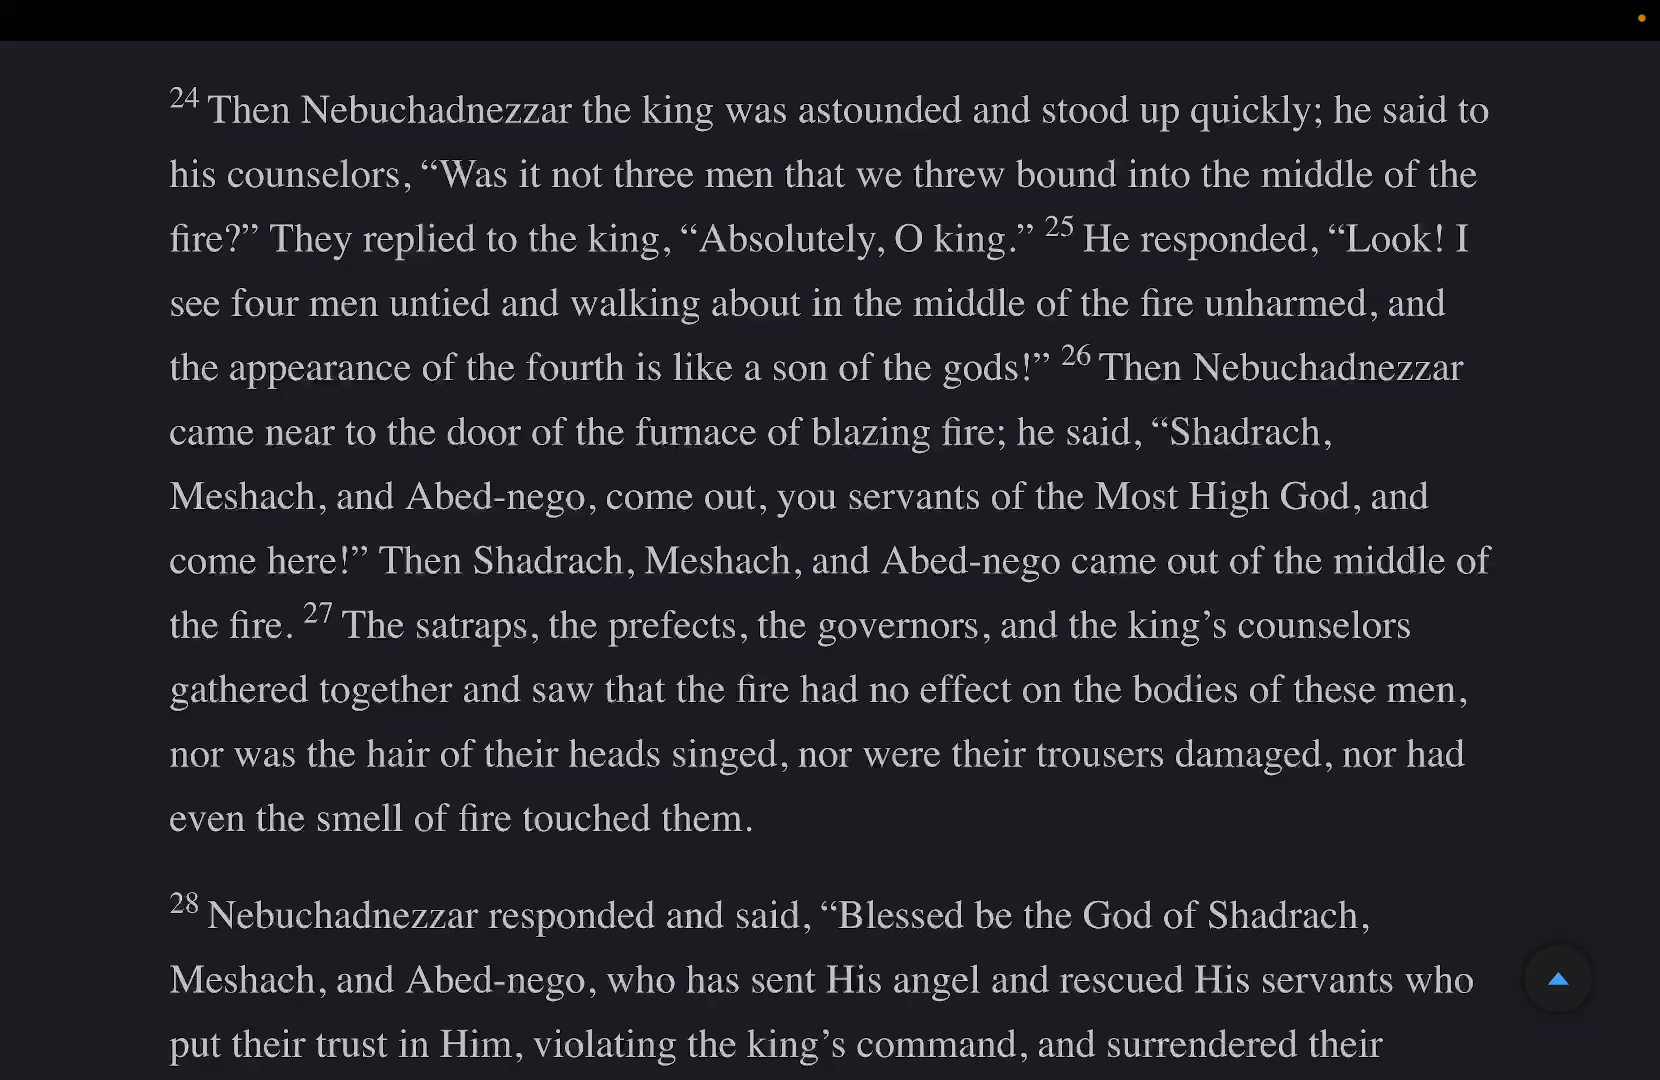 24 Then Nebuchadnezzar the king was astounded and stood up quickly; he said to
his counselors, “Was it not three men that we threw bound into the middle of the
fire?” They replied to the king, “Absolutely, O king.” 25 He responded, “Look! I
see four men untied and walking about in the middle of the fire unharmed, and
the appearance of the fourth is like a son of the gods!” 26 Then Nebuchadnezzar
came near to the door of the furnace of blazing fire; he said, “Shadrach,
Meshach, and Abed-nego, come out, you servants of the Most High God, and
come here!” Then Shadrach, Meshach, and Abed-nego came out of the middle of
the fire. 27 The satraps, the prefects, the governors, and the king’s counselors
gathered together and saw that the fire had no effect on the bodies of these men,
nor was the hair of their heads singed, nor were their trousers damaged, nor had
even the smell of fire touched them.
28 Nebuchadnezzar responded and said, “Blessed be the God of Shadrach,
Meshach, and Abed-nego, who has sent His angel and rescued His servants who
put their trust in Him, violating the king’s command, and surrendered their